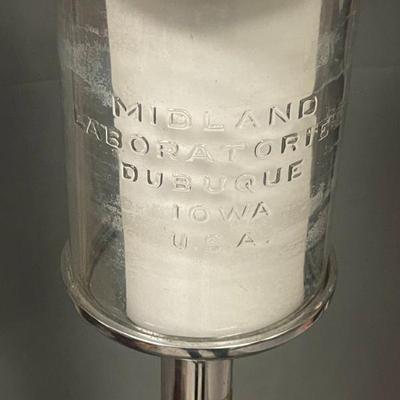 MIDLAND
LABORATORIES
DUBUQUE
IOWA
U.S.A.